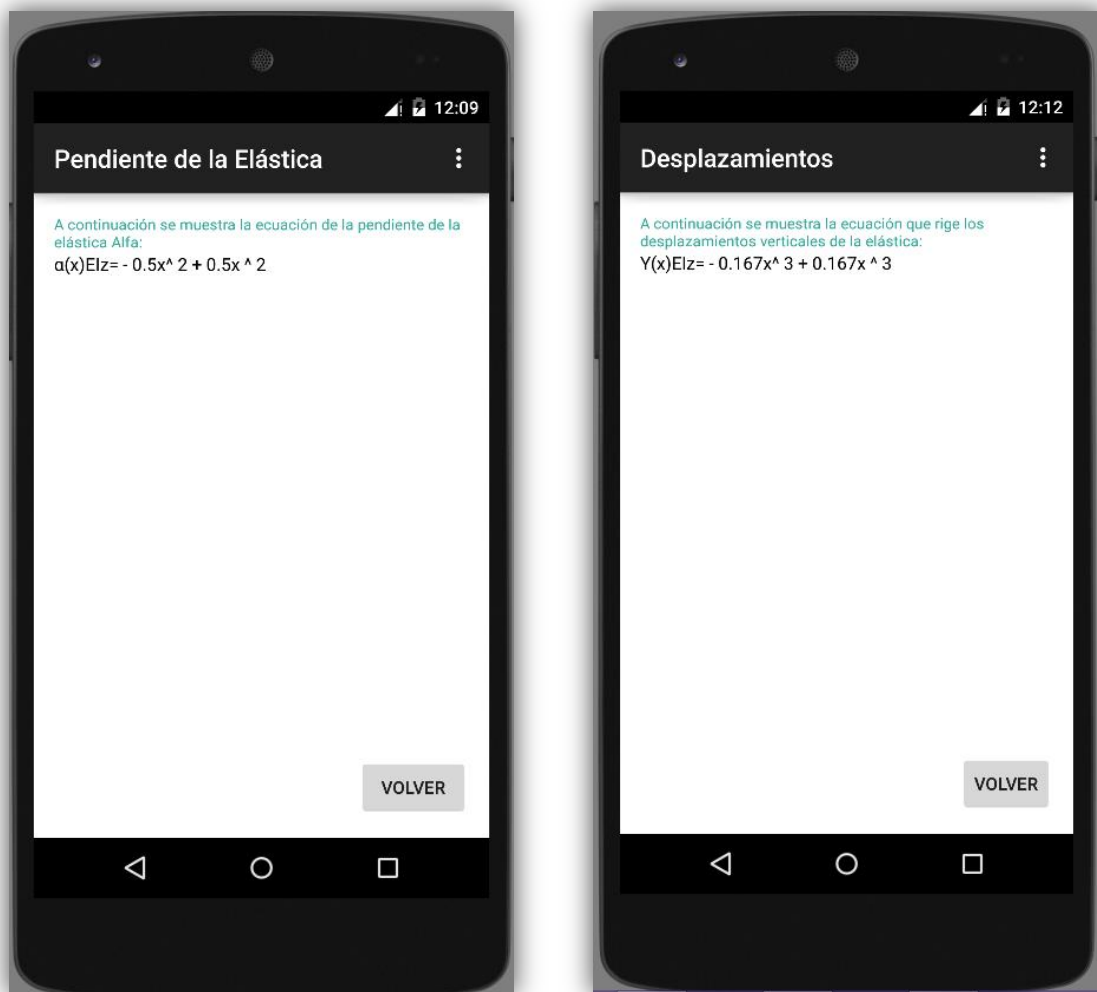 12:09
Pendiente de la Elástica
A continuación se muestra la ecuación de la pendiente de la
elástica Alfa:
α(x)EIz= - 0.5x^ 2 + 0.5x ^ 2
VOLVER
12:12
Desplazamientos
A continuación se muestra la ecuación que rige los
desplazamientos verticales de la elástica:
Y(x)EIz= - 0.167x^ 3 + 0.167x ^ 3
VOLVER